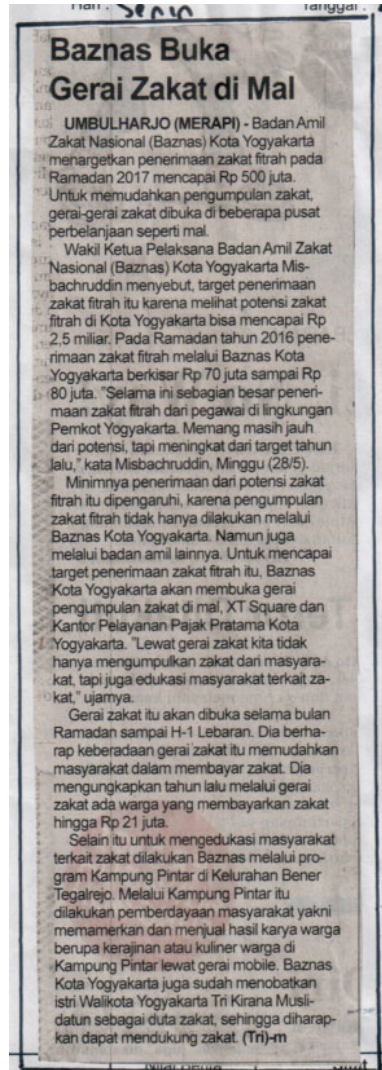 Hari : Senin
Tanggal :
Baznas Buka
Gerai Zakat di Mal
UMBULHARJO (MERAPI) - Badan Amil
Zakat Nasional (Baznas) Kota Yogyakarta
menargetkan penerimaan zakat fitrah pada
Ramadan 2017 mencapai Rp 500 juta.
Untuk memudahkan pengumpulan zakat,
gerai-gerai zakat dibuka di beberapa pusat
perbelanjaan seperti mal.
Wakil Ketua Pelaksana Badan Amil Zakat
Nasional (Baznas) Kota Yogyakarta Mis-
bachruddin menyebut, target penerimaan
zakat fitrah itu karena melihat potensi zakat
fitrah di Kota Yogyakarta bisa mencapai Rp
2,5 miliar. Pada Ramadan tahun 2016 pene-
rimaan zakat fitrah melalui Baznas Kota
Yogyakarta berkisar Rp 70 juta sampai Rp
80 juta. "Selama ini sebagian besar peneri-
maan zakat fitrah dari pegawai di lingkungan
Pemkot Yogyakarta. Memang masih jauh
dari potensi, tapi meningkat dari target tahun
lalu," kata Misbachruddin, Minggu (28/5).
Minimnya penerimaan dari potensi zakat
fitrah itu dipengaruhi, karena pengumpulan
zakat fitrah tidak hanya dilakukan melalui
Baznas Kota Yogyakarta. Namun juga
melalui badan amil lainnya. Untuk mencapai
target penerimaan zakat fitrah itu, Baznas
Kota Yogyakarta akan membuka gerai
pengumpulan zakat di mal, XT Square dan
Kantor Pelayanan Pajak Pratama Kota
Yogyakarta. "Lewat gerai zakat kita tidak
hanya mengumpulkan zakat dari masyara-
kat, tapi juga edukasi masyarakat terkait za-
kat," ujarnya.
Gerai zakat itu akan dibuka selama bulan
Ramadan sampai H-1 Lebaran. Dia berha-
rap keberadaan gerai zakat itu memudahkan
masyarakat dalam membayar zakat. Dia
mengungkapkan tahun lalu melalui gerai
zakat ada warga yang membayarkan zakat
hingga Rp 21 juta.
Selain itu untuk mengedukasi masyarakat
terkait zakat dilakukan Baznas melalui pro-
gram Kampung Pintar di Kelurahan Bener
Tegalrejo. Melalui Kampung Pintar itu
dilakukan pemberdayaan masyarakat yakni
memamerkan dan menjual hasil karya warga
berupa kerajinan atau kuliner warga di
Kampung Pintar lewat gerai mobile. Baznas
Kota Yogyakarta juga sudah menobatkan
istri Walikota Yogyakarta Tri Kirana Musli-
datun sebagai duta zakat, sehingga diharap-
kan dapat mendukung zakat. (Tri)-m